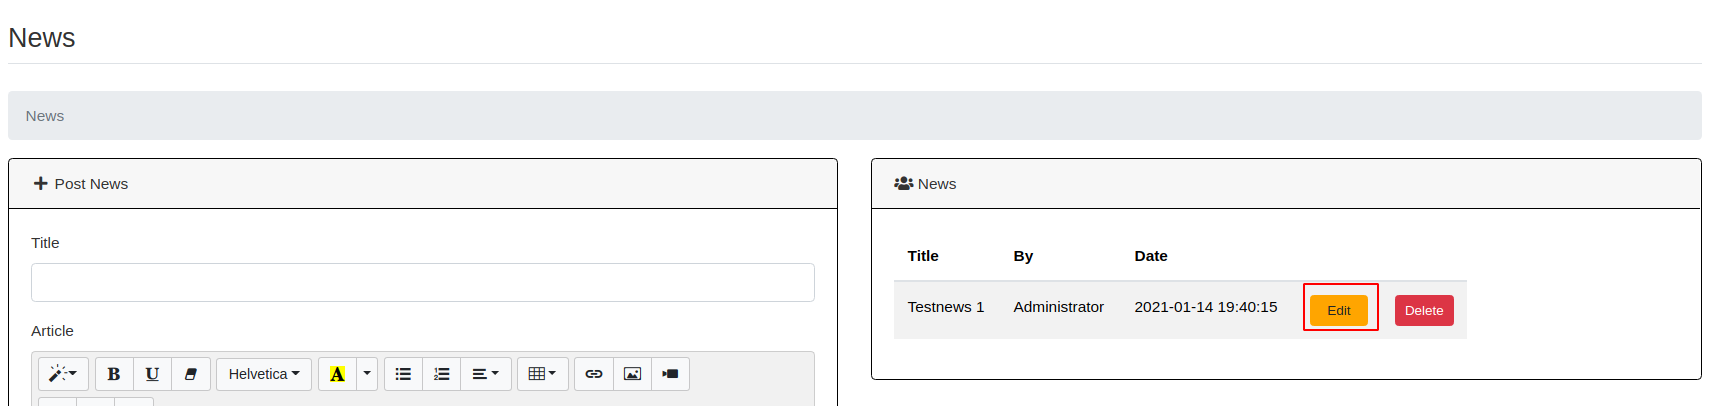 News
News
Post News
Title
Article
B U Helvetica A
News
Title By Date
Testnews 1 Administrator 2021-01-14 19:40:15 Edit Delete